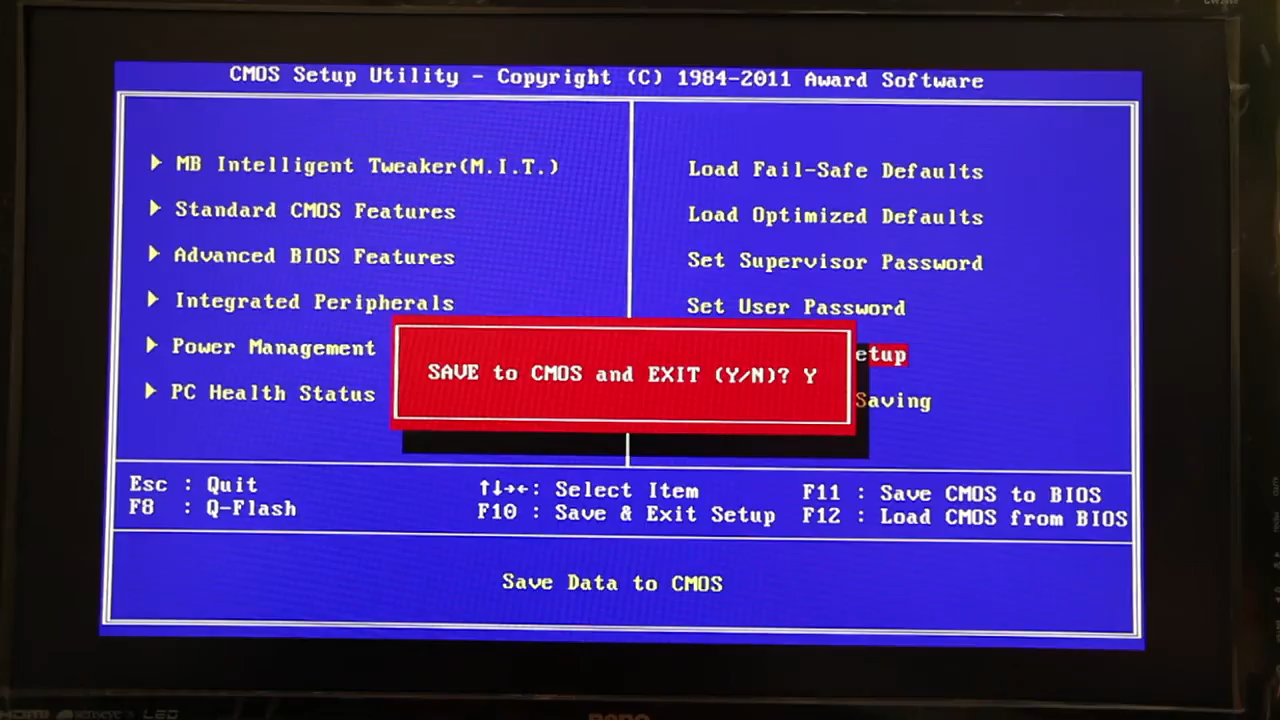 CMOS Setup Utility - Copyright (C) 1984-2011 Award Software
MB Intelligent Tweaker(M.I.T.)
Standard CMOS Features
Advanced BIOS Features
Integrated Peripherals
Power Management
PC Health Status
Load Fail-Safe Defaults
Load Optimized Defaults
Set Supervisor Password
Set User Password
etup
Saving
SAVE to CMOS and EXIT (Y/N)? Y
Esc : Quit
↑↓→←: Select Item
F11 : Save CMOS to BIOS
F8 : Q-Flash
F10 : Save & Exit Setup
F12 : Load CMOS from BIOS
Save Data to CMOS
HDMI senseye LED